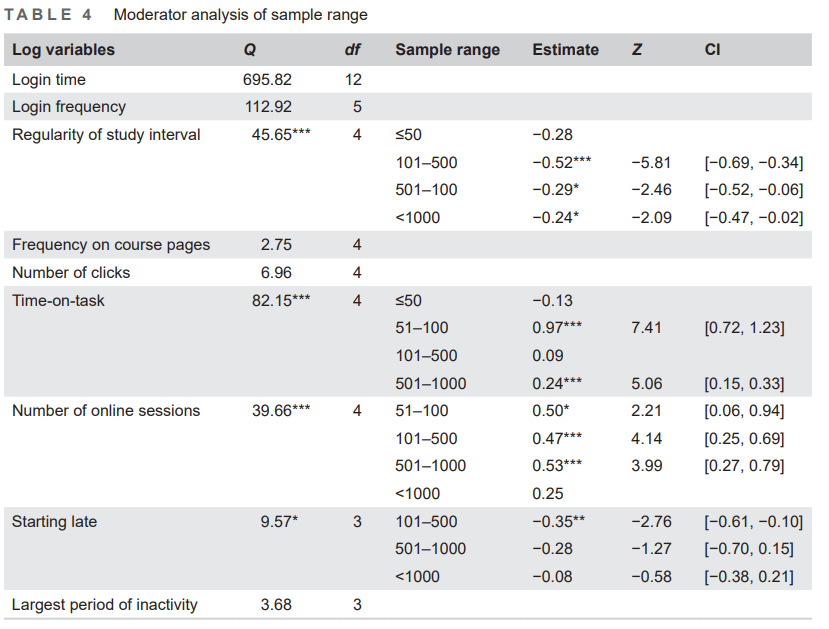 TABLE 4 Moderator analysis of sample range
Log variables Q df Sample range Estimate Z CI
Login time 695.82 12
Login frequency 112.92 5
Regularity of study interval 45.65*** 4 ≤50 −0.28
101–500 −0.52*** −5.81 [−0.69, −0.34]
501–100 −0.29* −2.46 [−0.52, −0.06]
<1000 −0.24* −2.09 [−0.47, −0.02]
Frequency on course pages 2.75 4
Number of clicks 6.96 4
Time-on-task 82.15*** 4 ≤50 −0.13
51–100 0.97*** 7.41 [0.72, 1.23]
101–500 0.09
501–1000 0.24*** 5.06 [0.15, 0.33]
Number of online sessions 39.66*** 4 51–100 0.50* 2.21 [0.06, 0.94]
101–500 0.47*** 4.14 [0.25, 0.69]
501–1000 0.53*** 3.99 [0.27, 0.79]
<1000 0.25
Starting late 9.57* 3 101–500 −0.35** −2.76 [−0.61, −0.10]
501–1000 −0.28 −1.27 [−0.70, 0.15]
<1000 −0.08 −0.58 [−0.38, 0.21]
Largest period of inactivity 3.68 3